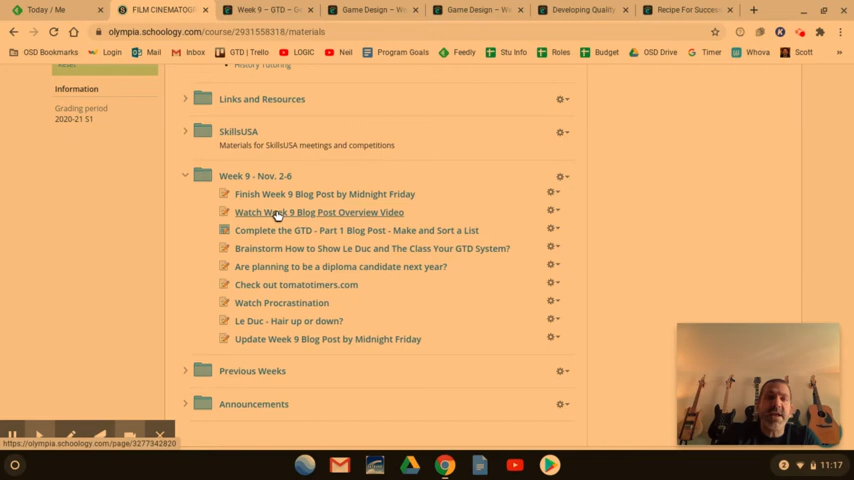 Today / Me
FILM CINEMATOG
Week 9 – GTD – G
Game Design – We
Game Design – We
Developing Quality
Recipe For Success
olympia.schoology.com/course/2931558318/materials
OSD Bookmarks
Login
Mail
Inbox
GTD | Trello
LOGIC
Neil
Program Goals
Feedly
Stu Info
Roles
Budget
OSD Drive
Timer
Whova
Scott
Reset
History Tutoring
Information
Grading period
2020-21 S1
Links and Resources
SkillsUSA
Materials for SkillsUSA meetings and competitions
Week 9 - Nov. 2-6
Finish Week 9 Blog Post by Midnight Friday
Watch Week 9 Blog Post Overview Video
Complete the GTD - Part 1 Blog Post - Make and Sort a List
Brainstorm How to Show Le Duc and The Class Your GTD System?
Are planning to be a diploma candidate next year?
Check out tomatotimers.com
Watch Procrastination
Le Duc - Hair up or down?
Update Week 9 Blog Post by Midnight Friday
Previous Weeks
Announcements
https://olympia.schoology.com/page/3277342820
2
11:17